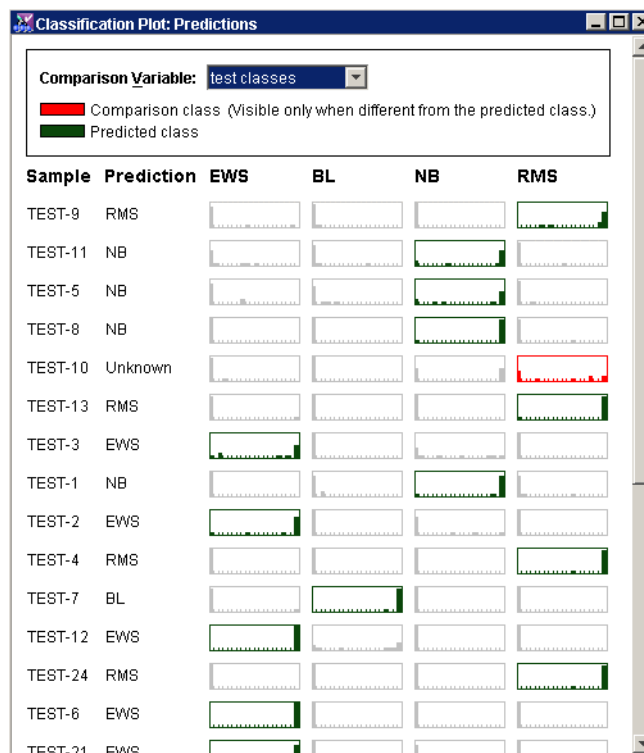 Classification Plot: Predictions
Comparison Variable: test classes
Comparison class (Visible only when different from the predicted class.)
Predicted class
Sample Prediction EWS BL NB RMS
TEST-9 RMS
TEST-11 NB
TEST-5 NB
TEST-8 NB
TEST-10 Unknown
TEST-13 RMS
TEST-3 EWS
TEST-1 NB
TEST-2 EWS
TEST-4 RMS
TEST-7 BL
TEST-12 EWS
TEST-24 RMS
TEST-6 EWS
TEST-21 EWS